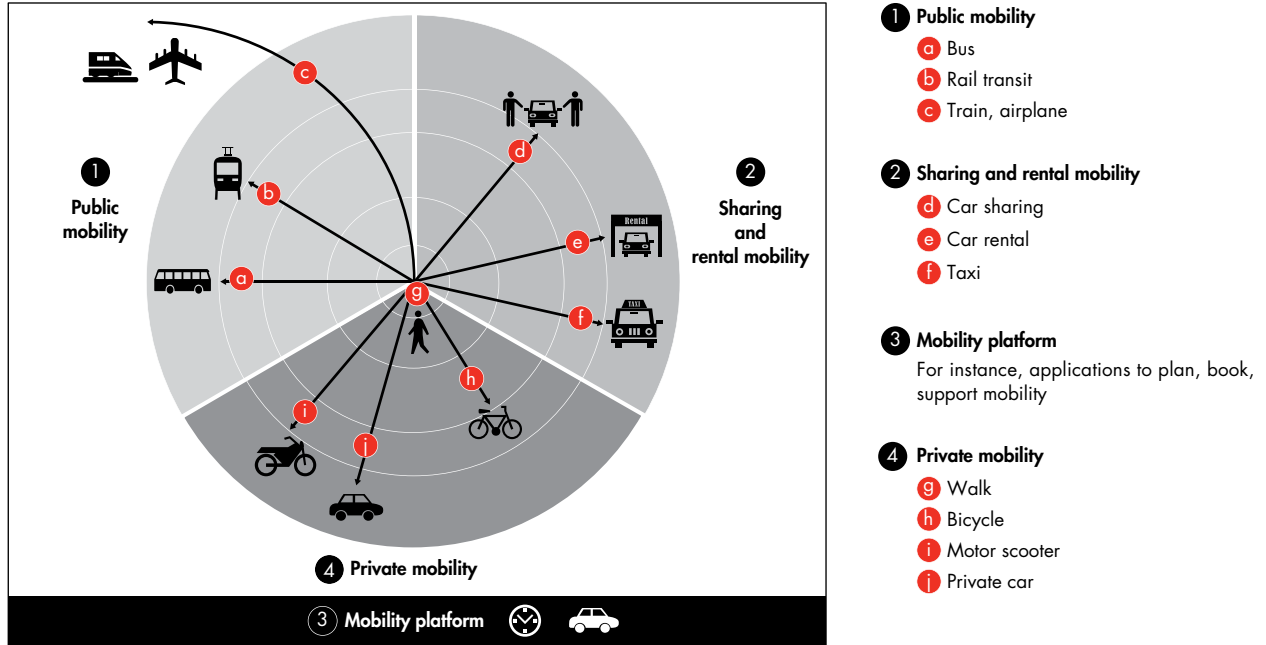 c
b
1
Public
mobility
a
d
2
Sharing
and
rental mobility
Rental
e
TAXI
f
g
h
i
j
4 Private mobility
3 Mobility platform
1 Public mobility
a Bus
b Rail transit
c Train, airplane
2 Sharing and rental mobility
d Car sharing
e Car rental
f Taxi
3 Mobility platform
For instance, applications to plan, book,
support mobility
4 Private mobility
g Walk
h Bicycle
i Motor scooter
j Private car